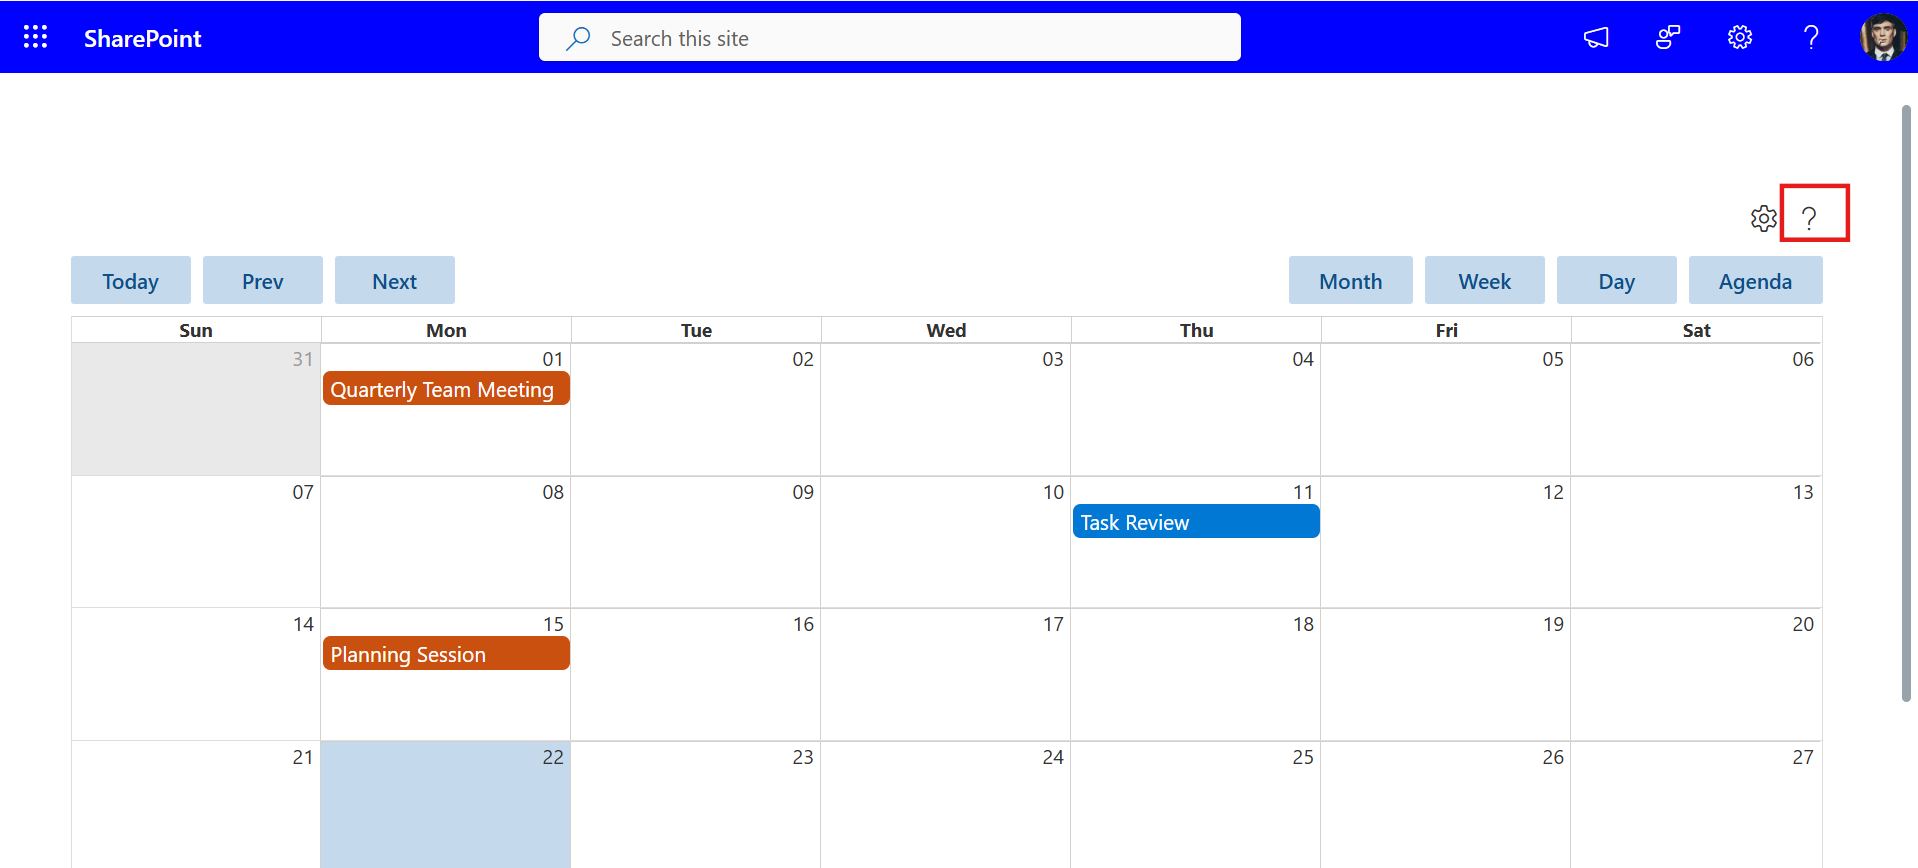 SharePoint
Search this site
?
?
Today Prev Next Month Week Day Agenda
Sun Mon Tue Wed Thu Fri Sat
31 01 02 03 04 05 06
Quarterly Team Meeting
07 08 09 10 11 12 13
Task Review
14 15 16 17 18 19 20
Planning Session
21 22 23 24 25 26 27